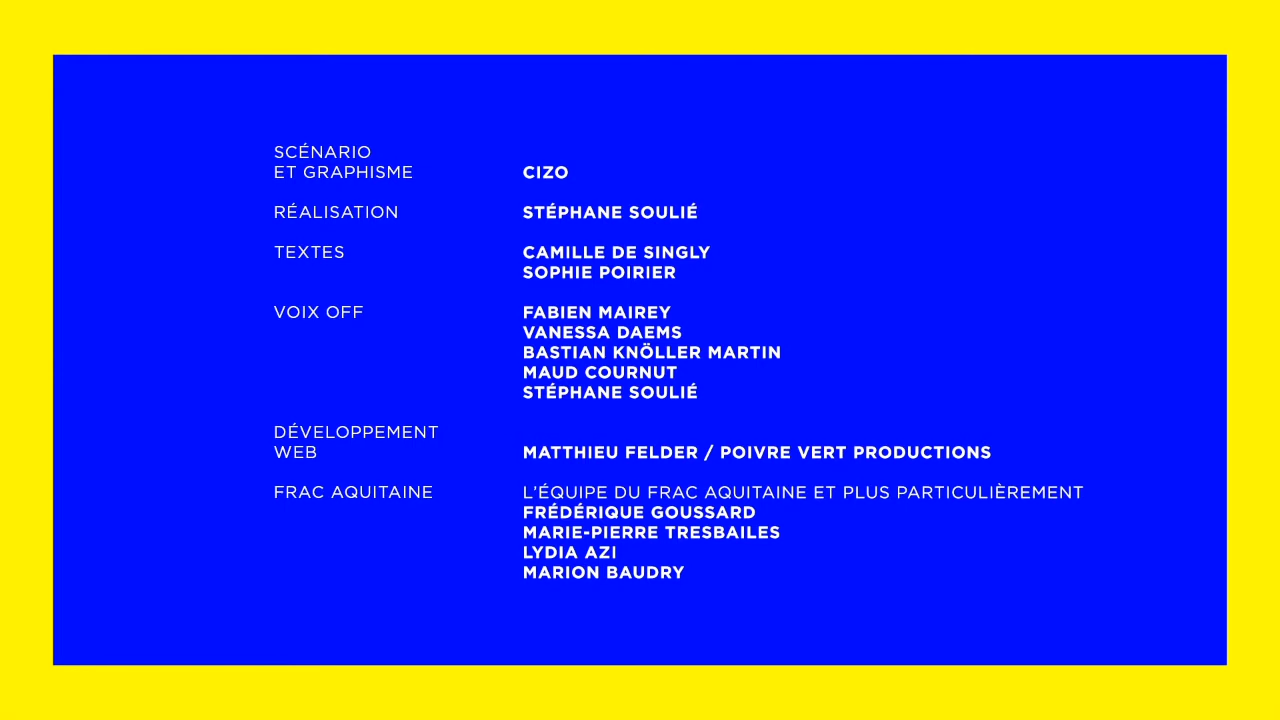 SCÉNARIO
ET GRAPHISME CIZO
RÉALISATION STÉPHANE SOULIÉ
TEXTES CAMILLE DE SINGLY
SOPHIE POIRIER
VOIX OFF FABIEN MAIREY
VANESSA DAEMS
BASTIAN KNÖLLER MARTIN
MAUD COURNUT
STÉPHANE SOULIÉ
DÉVELOPPEMENT
WEB MATTHIEU FELDER / POIVRE VERT PRODUCTIONS
FRAC AQUITAINE L'ÉQUIPE DU FRAC AQUITAINE ET PLUS PARTICULIÈREMENT
FRÉDÉRIQUE GOUSSARD
MARIE-PIERRE TRESBAILES
LYDIA AZI
MARION BAUDRY